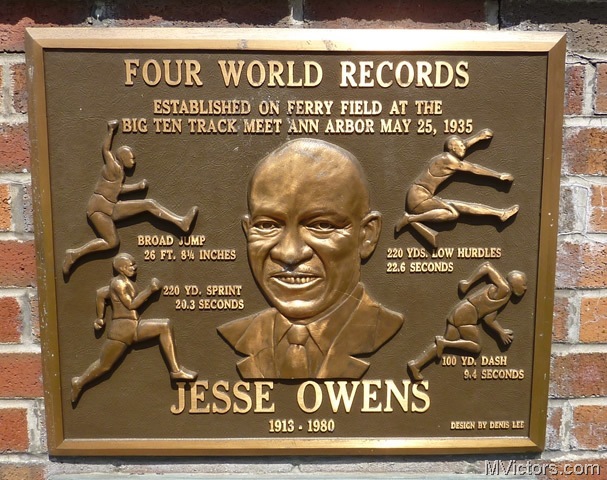 FOUR WORLD RECORDS
ESTABLISHED ON FERRY FIELD AT THE
BIG TEN TRACK MEET ANN ARBOR MAY 25, 1935
BROAD JUMP
26 FT. 8¼ INCHES
220 YDS. LOW HURDLES
22.6 SECONDS
220 YD. SPRINT
20.3 SECONDS
100 YD. DASH
9.4 SECONDS
JESSE OWENS
1913 - 1980
DESIGN BY DENIS LEE
MVictors.com